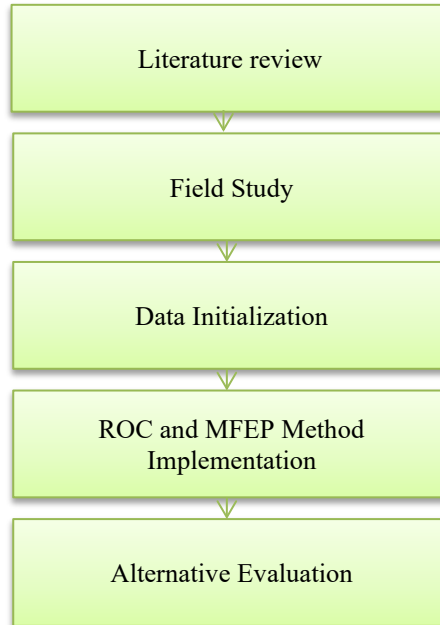 Literature review
Field Study
Data Initialization
ROC and MFEP Method
Implementation
Alternative Evaluation